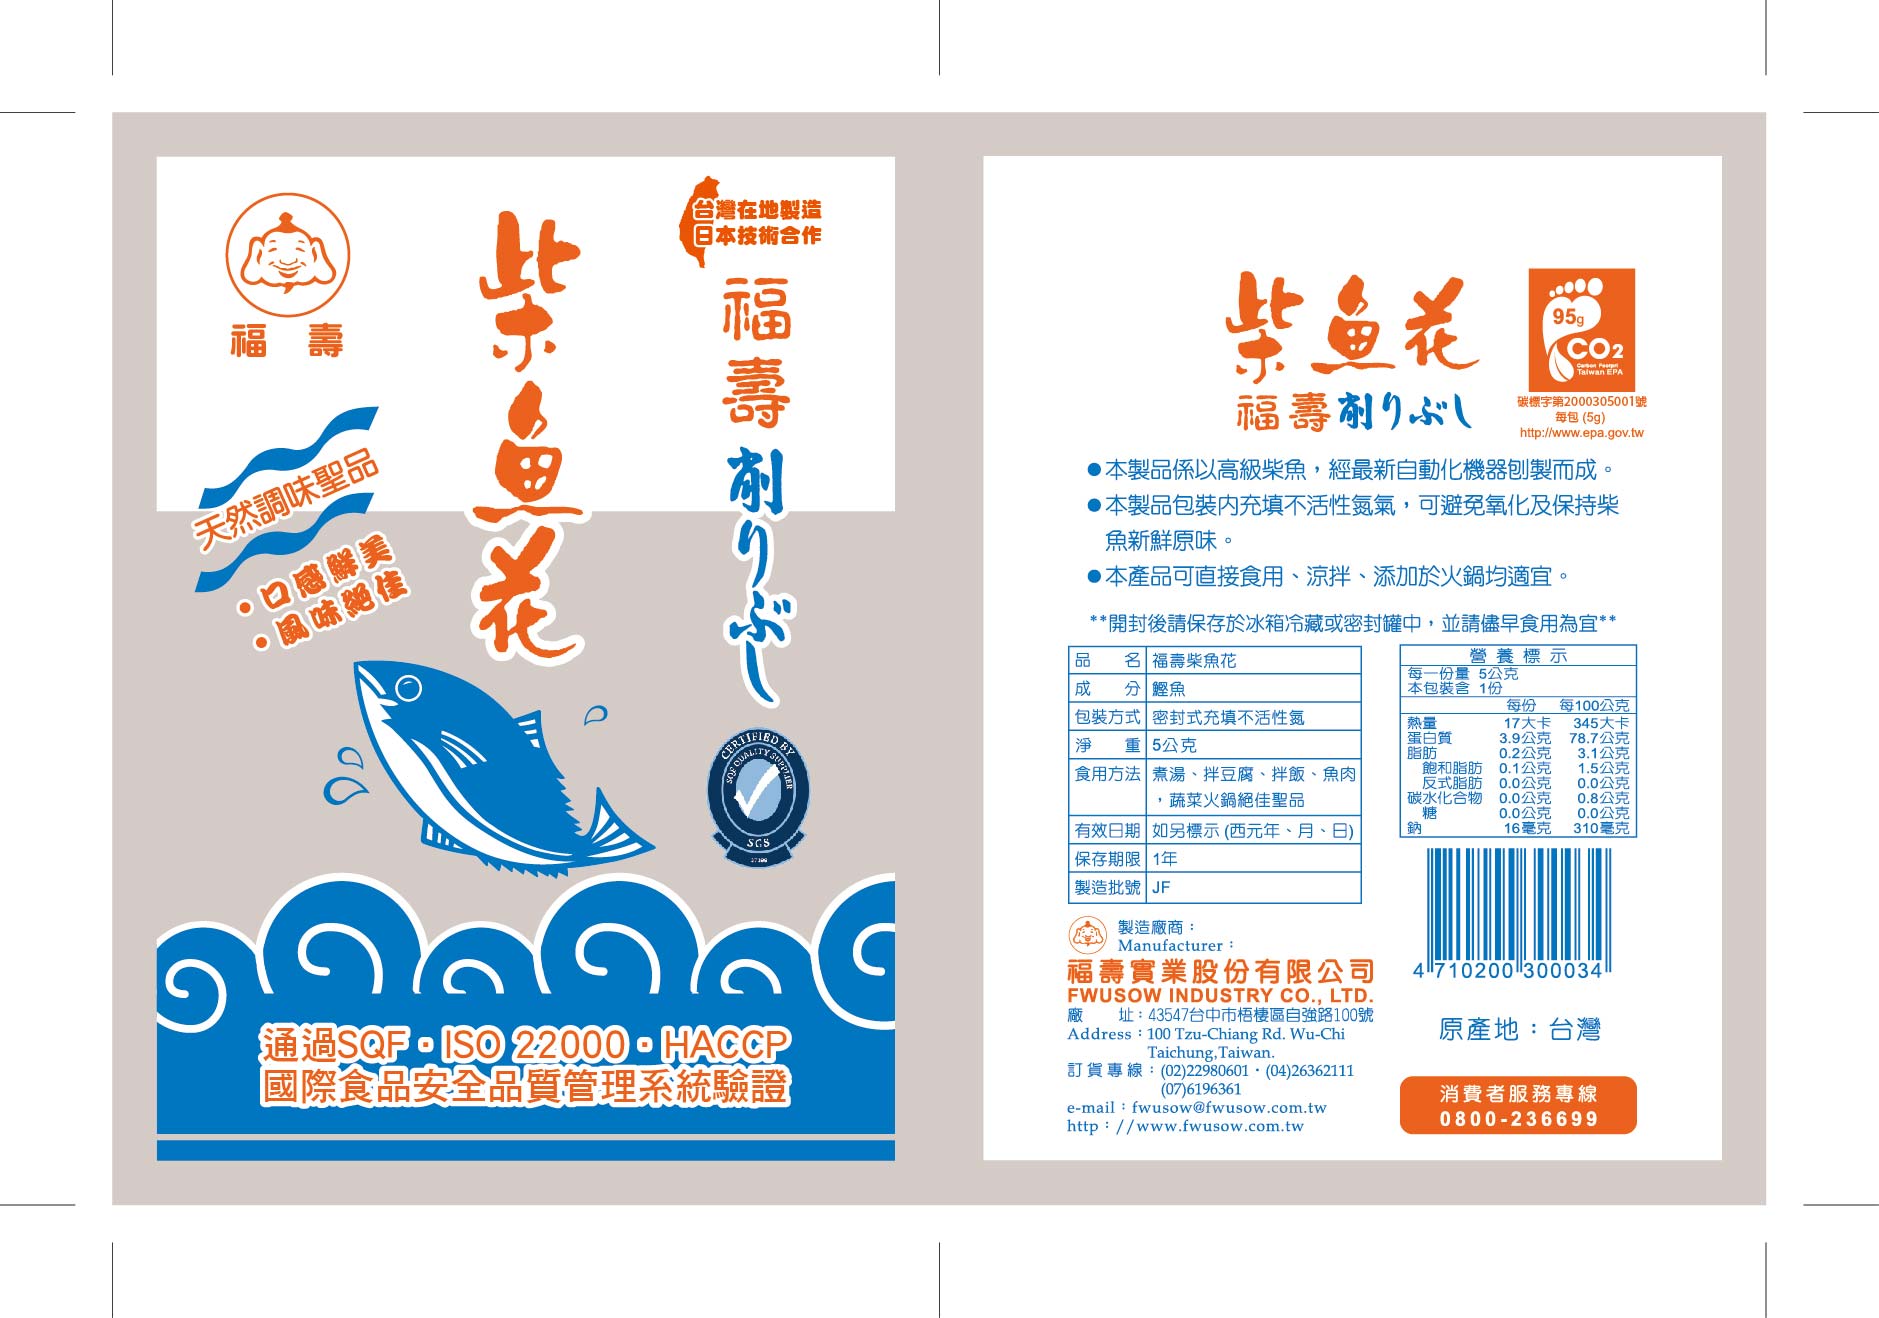 福壽
台灣在地製造
日本技術合作
柴魚花
福壽削りぶし
天然調味聖品
・口感鮮美
・風味絕佳
CERTIFIED BY
SQF QUALITY SUPPLIER
SGS
通過SQF・ISO 22000・HACCP
國際食品安全品質管理系統驗證
柴魚花
福壽削りぶし
95g
CO2
Carbon Footprint
Taiwan EPA
碳標字第2000305001號
每包 (5g)
http://www.epa.gov.tw
●本製品係以高級柴魚，經最新自動化機器刨製而成。
●本製品包裝內充填不活性氮氣，可避免氧化及保持柴
魚新鮮原味。
●本產品可直接食用、涼拌、添加於火鍋均適宜。
**開封後請保存於冰箱冷藏或密封罐中，並請儘早食用為宜**
品名 福壽柴魚花
成分 鰹魚
包裝方式 密封式充填不活性氮
淨重 5公克
食用方法 煮湯、拌豆腐、拌飯、魚肉
，蔬菜火鍋絕佳聖品
有效日期 如另標示 (西元年、月、日)
保存期限 1年
製造批號 JF
營養標示
每一份量 5公克
本包裝含 1份
每份 每100公克
熱量 17大卡 345大卡
蛋白質 3.9公克 78.7公克
脂肪 0.2公克 3.1公克
飽和脂肪 0.1公克 1.5公克
反式脂肪 0.0公克 0.0公克
碳水化合物 0.0公克 0.8公克
糖 0.0公克 0.0公克
鈉 16毫克 310毫克
4 710200 300034
原產地：台灣
消費者服務專線
0800-236699
製造廠商：
Manufacturer：
福壽實業股份有限公司
FWUSOW INDUSTRY CO., LTD.
廠址：43547台中市梧棲區自強路100號
Address：100 Tzu-Chiang Rd. Wu-Chi
Taichung,Taiwan.
訂貨專線：(02)22980601・(04)26362111
(07)6196361
e-mail：fwusow@fwusow.com.tw
http：//www.fwusow.com.tw